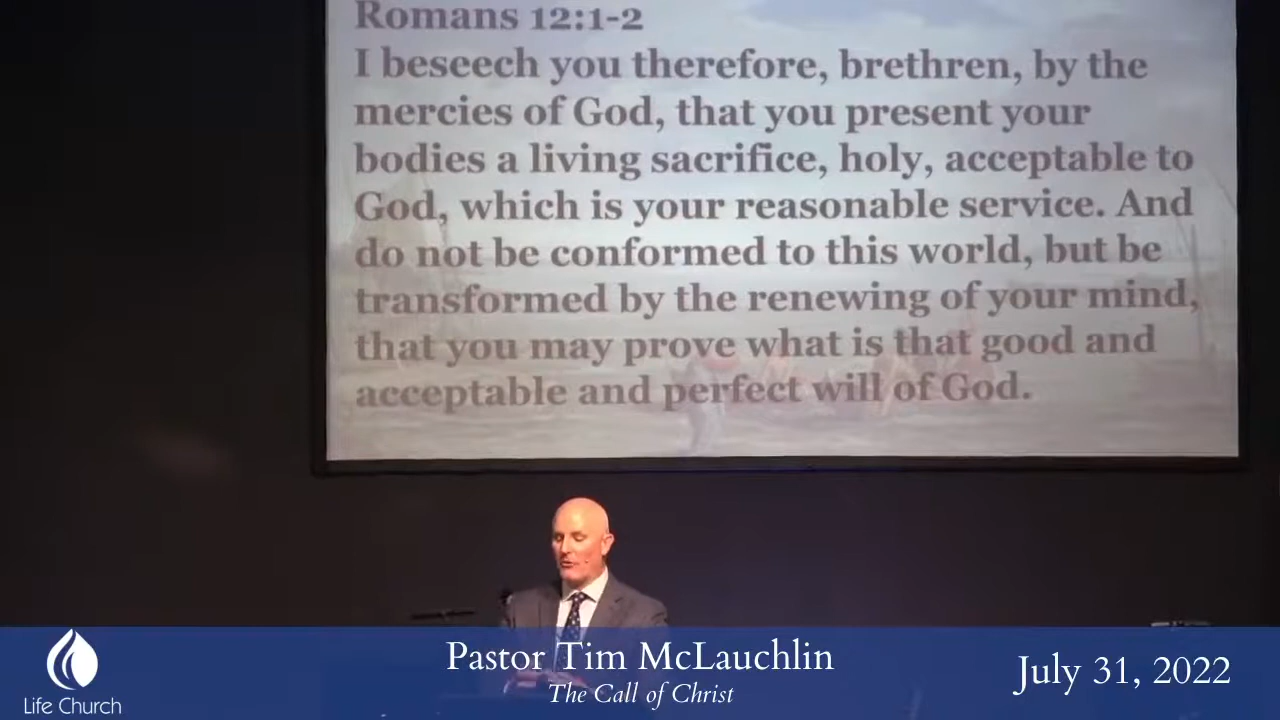 Romans 12:1-2
I beseech you therefore, brethren, by the
mercies of God, that you present your
bodies a living sacrifice, holy, acceptable to
God, which is your reasonable service. And
do not be conformed to this world, but be
transformed by the renewing of your mind,
that you may prove what is that good and
acceptable and perfect will of God.
Pastor Tim McLauchlin
The Call of Christ
July 31, 2022
Life Church